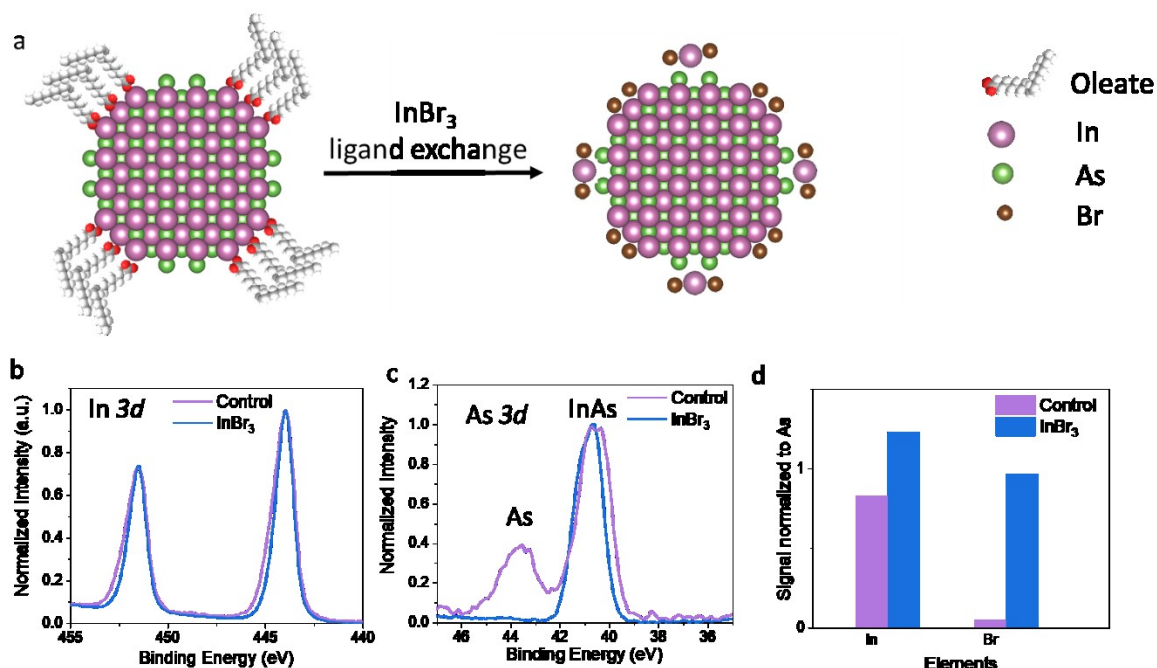 a
InBr₃
ligand exchange
Oleate
In
As
Br
b
In 3d
Control
InBr₃
Normalized Intensity (a.u.)
1.0
0.8
0.6
0.4
0.2
0.0
455
450
445
440
Binding Energy (eV)
c
As 3d
InAs
As
Control
InBr₃
Normalized Intensity
1.2
1.0
0.8
0.6
0.4
0.2
0.0
46
44
42
40
38
36
Binding Energy (eV)
d
Control
InBr₃
Signal normalized to As
1
0
In
Br
Elements